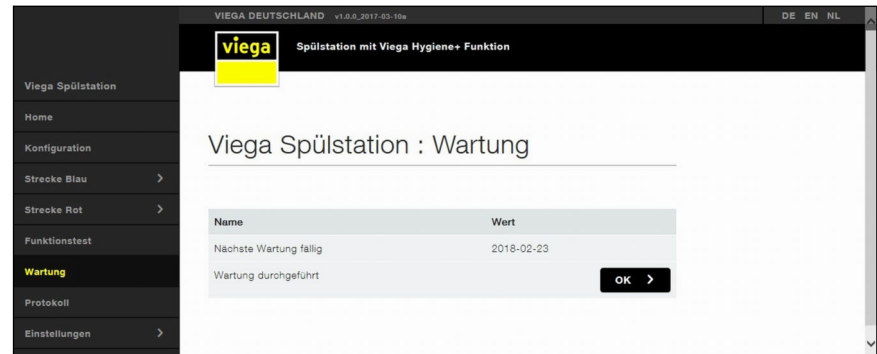 VIEGA DEUTSCHLAND v1.0.0_2017-03-10a DE EN NL
viega Spülstation mit Viega Hygiene+ Funktion
Viega Spülstation
Home
Konfiguration
Strecke Blau
Strecke Rot
Funktionstest
Wartung
Protokoll
Einstellungen
Viega Spülstation : Wartung
Name Wert
Nächste Wartung fällig 2018-02-23
Wartung durchgeführt OK